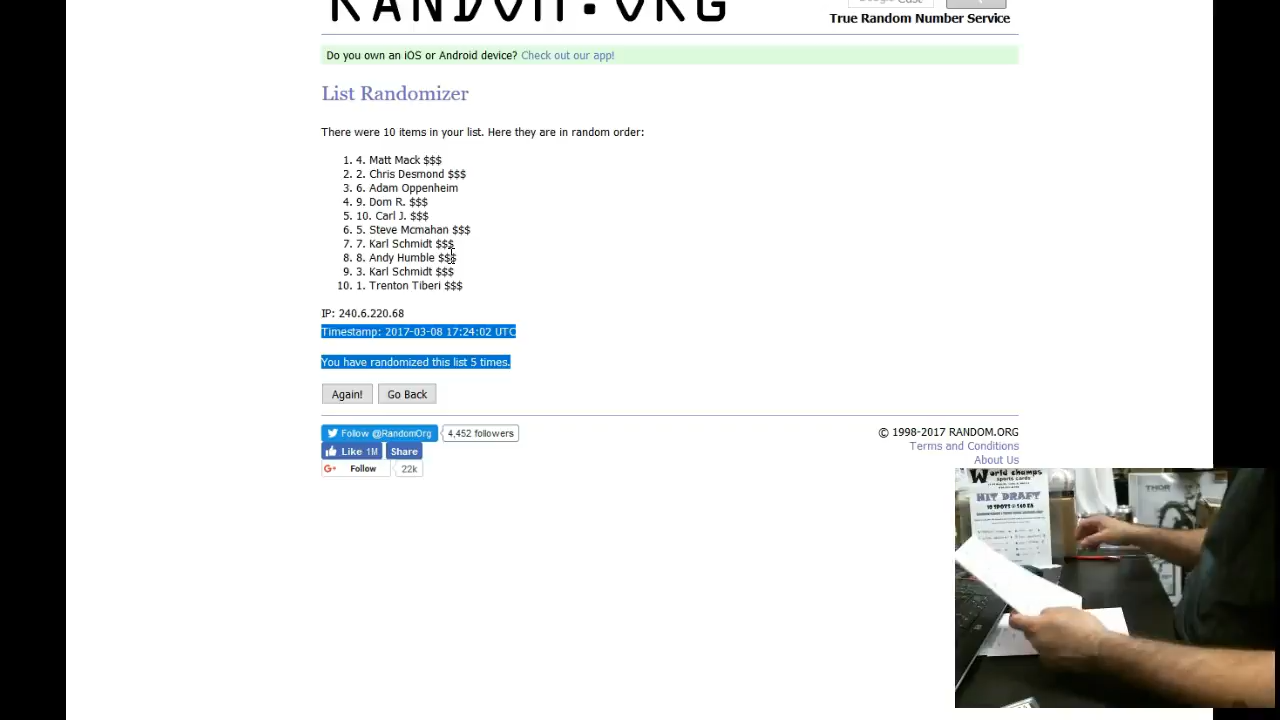 RANDOM.ORG
Google Cast
True Random Number Service
Do you own an iOS or Android device? Check out our app!
List Randomizer
There were 10 items in your list. Here they are in random order:
1. 4. Matt Mack $$$
2. 2. Chris Desmond $$$
3. 6. Adam Oppenheim
4. 9. Dom R. $$$
5. 10. Carl J. $$$
6. 5. Steve Mcmahan $$$
7. 7. Karl Schmidt $$$
8. 8. Andy Humble $$$
9. 3. Karl Schmidt $$$
10. 1. Trenton Tiberi $$$
IP: 240.6.220.68
Timestamp: 2017-03-08 17:24:02 UTC
You have randomized this list 5 times.
Again! Go Back
Follow @RandomOrg 4,452 followers
Like 1M Share
Follow 22k
© 1998-2017 RANDOM.ORG
Terms and Conditions
About Us
World champs
sports cards
HIT DRAFT
THOR